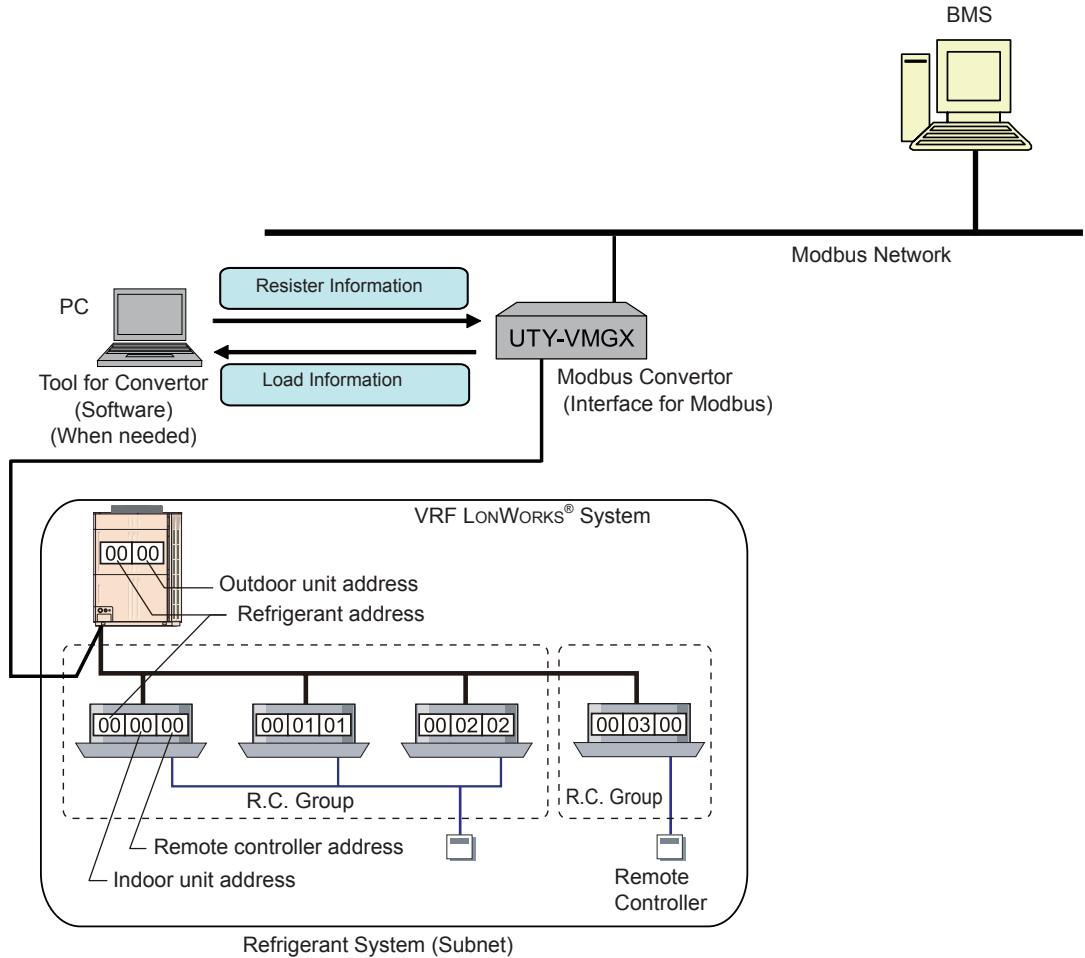 BMS
Modbus Network
Resister Information
PC
UTY-VMGX
Load Information
Tool for Convertor
(Software)
(When needed)
Modbus Convertor
(Interface for Modbus)
VRF LONWORKS® System
00 00
Outdoor unit address
Refrigerant address
00 00 00
00 01 01
00 02 02
00 03 00
R.C. Group
R.C. Group
Remote controller address
Indoor unit address
Remote
Controller
Refrigerant System (Subnet)